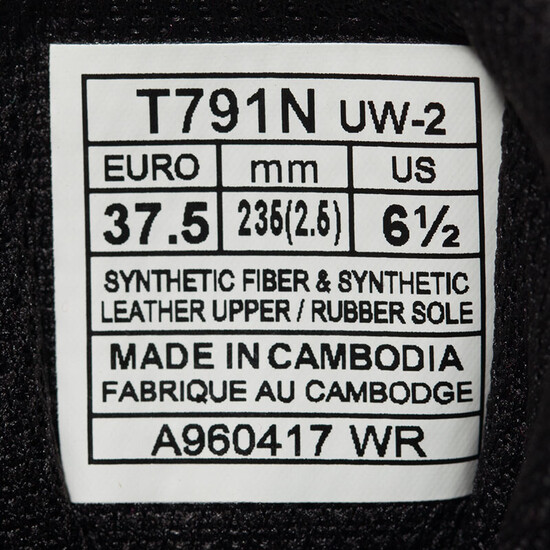 T791N UW-2
EURO mm US
37.5 235(2.5) 6½
SYNTHETIC FIBER & SYNTHETIC
LEATHER UPPER / RUBBER SOLE
MADE IN CAMBODIA
FABRIQUE AU CAMBODGE
A960417 WR